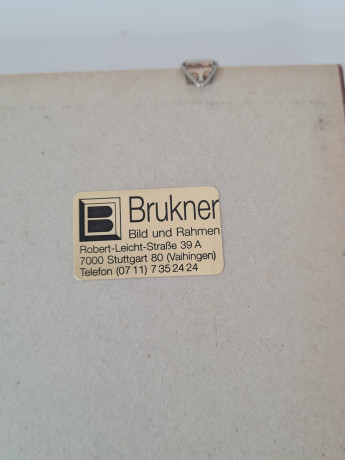 B Brukner
Bild und Rahmen
Robert-Leicht-Straße 39 A
7000 Stuttgart 80 (Vaihingen)
Telefon (07 11) 7 35 24 24